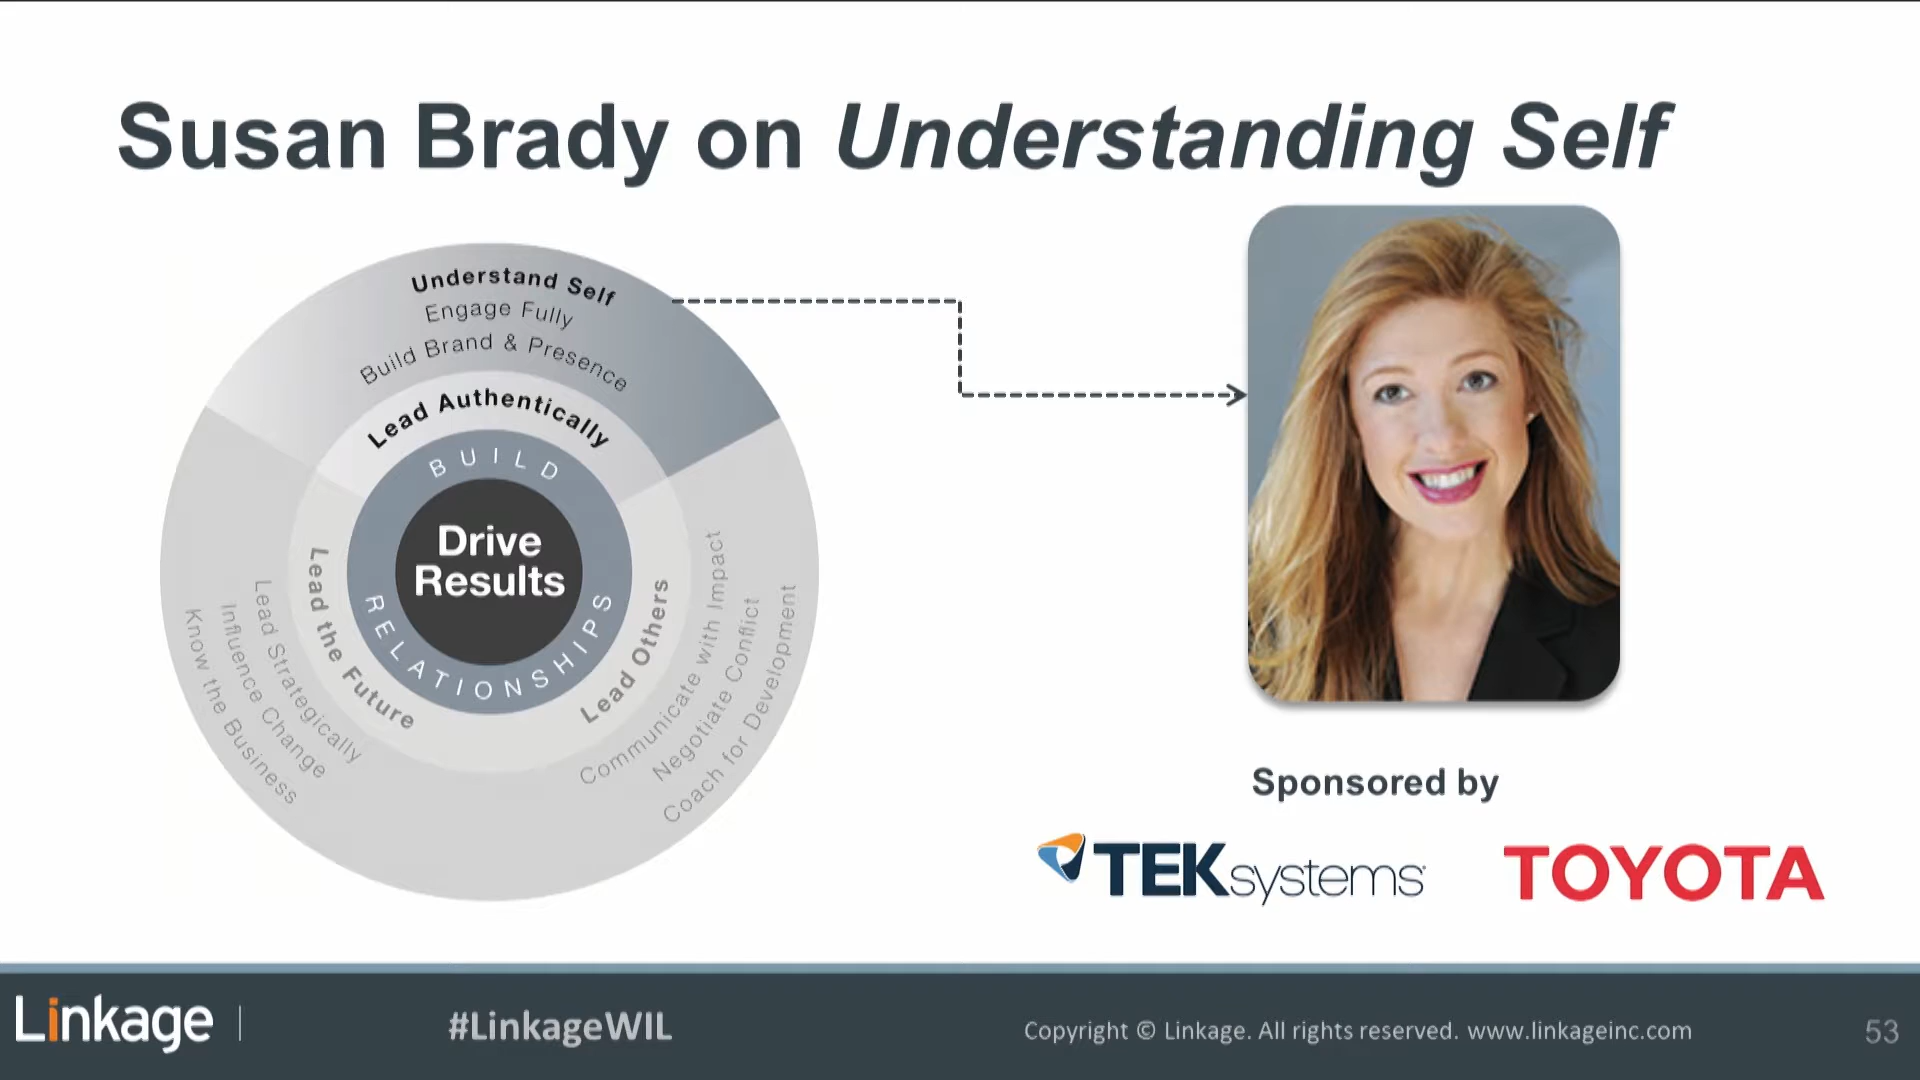 Susan Brady on Understanding Self
Understand Self
Engage Fully
Build Brand & Presence
Lead Authentically
BUILD
RELATIONSHIPS
Drive
Results
Lead the Future
Lead Strategically
Influence Change
Know the Business
Lead Others
Communicate with Impact
Negotiate Conflict
Coach for Development
Sponsored by
TEKsystems
TOYOTA
Linkage
#LinkageWIL
Copyright © Linkage. All rights reserved. www.linkageinc.com
53